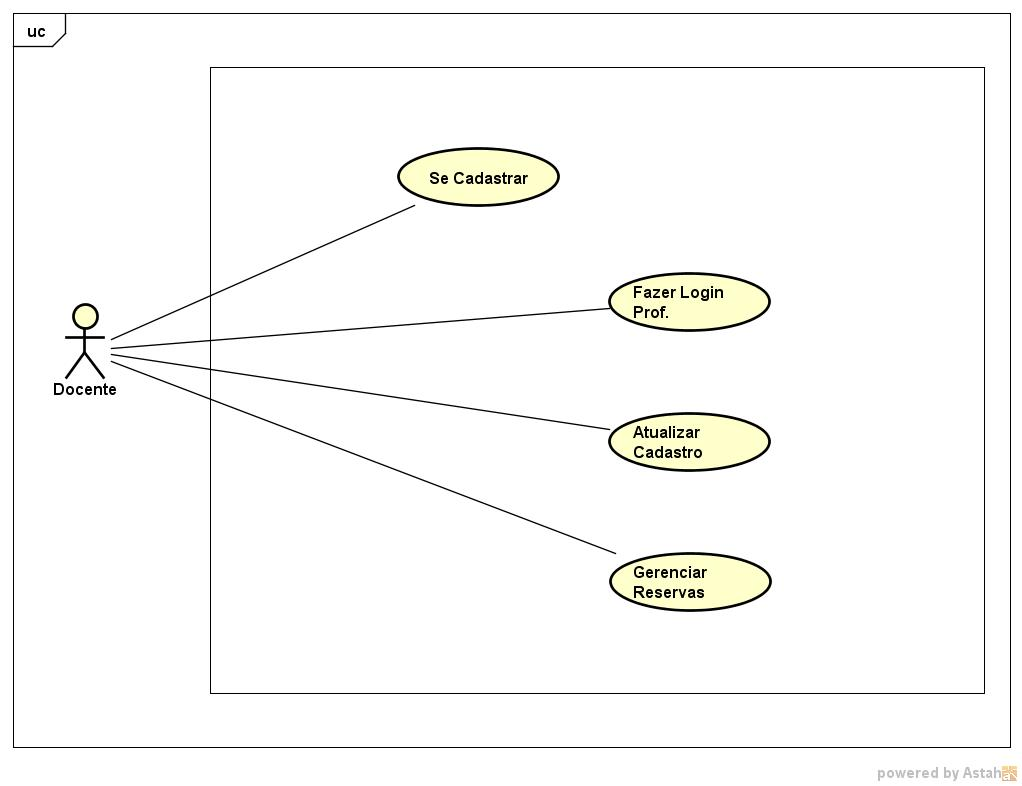 uc
Se Cadastrar
Fazer Login
Prof.
Docente
Atualizar
Cadastro
Gerenciar
Reservas
powered by Astah